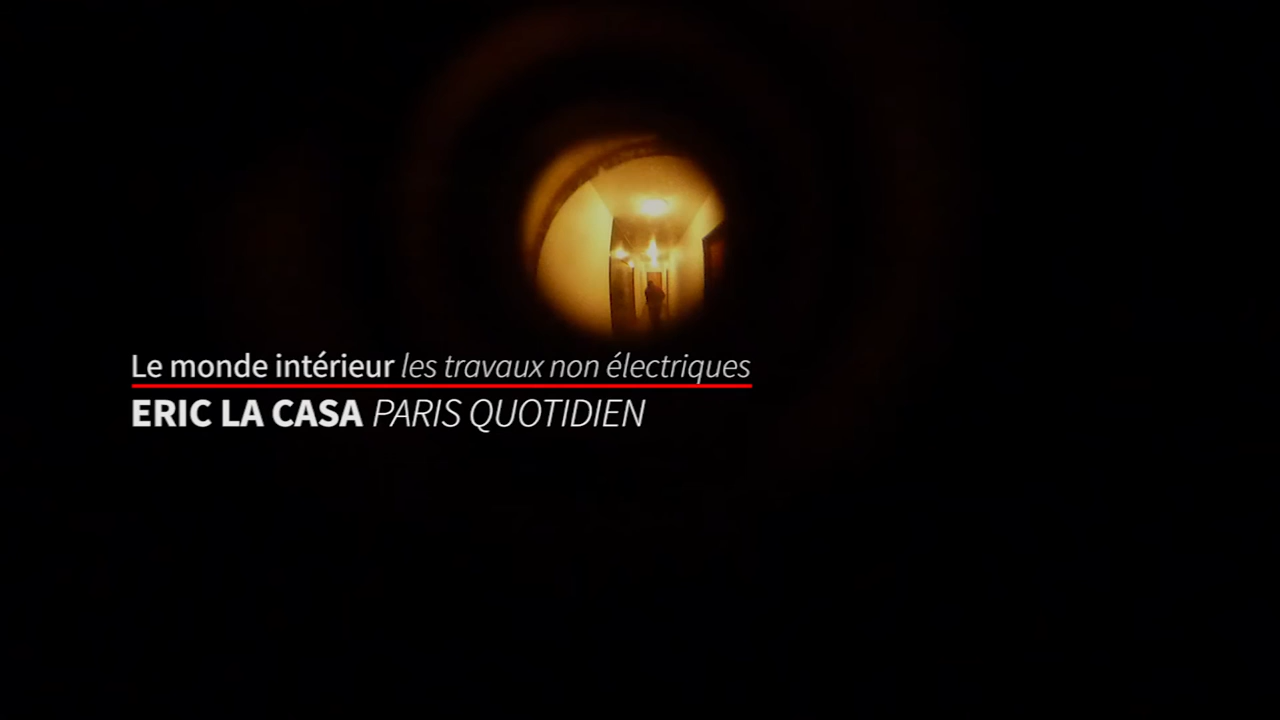 Le monde intérieur les travaux non électriques
ERIC LA CASA PARIS QUOTIDIEN